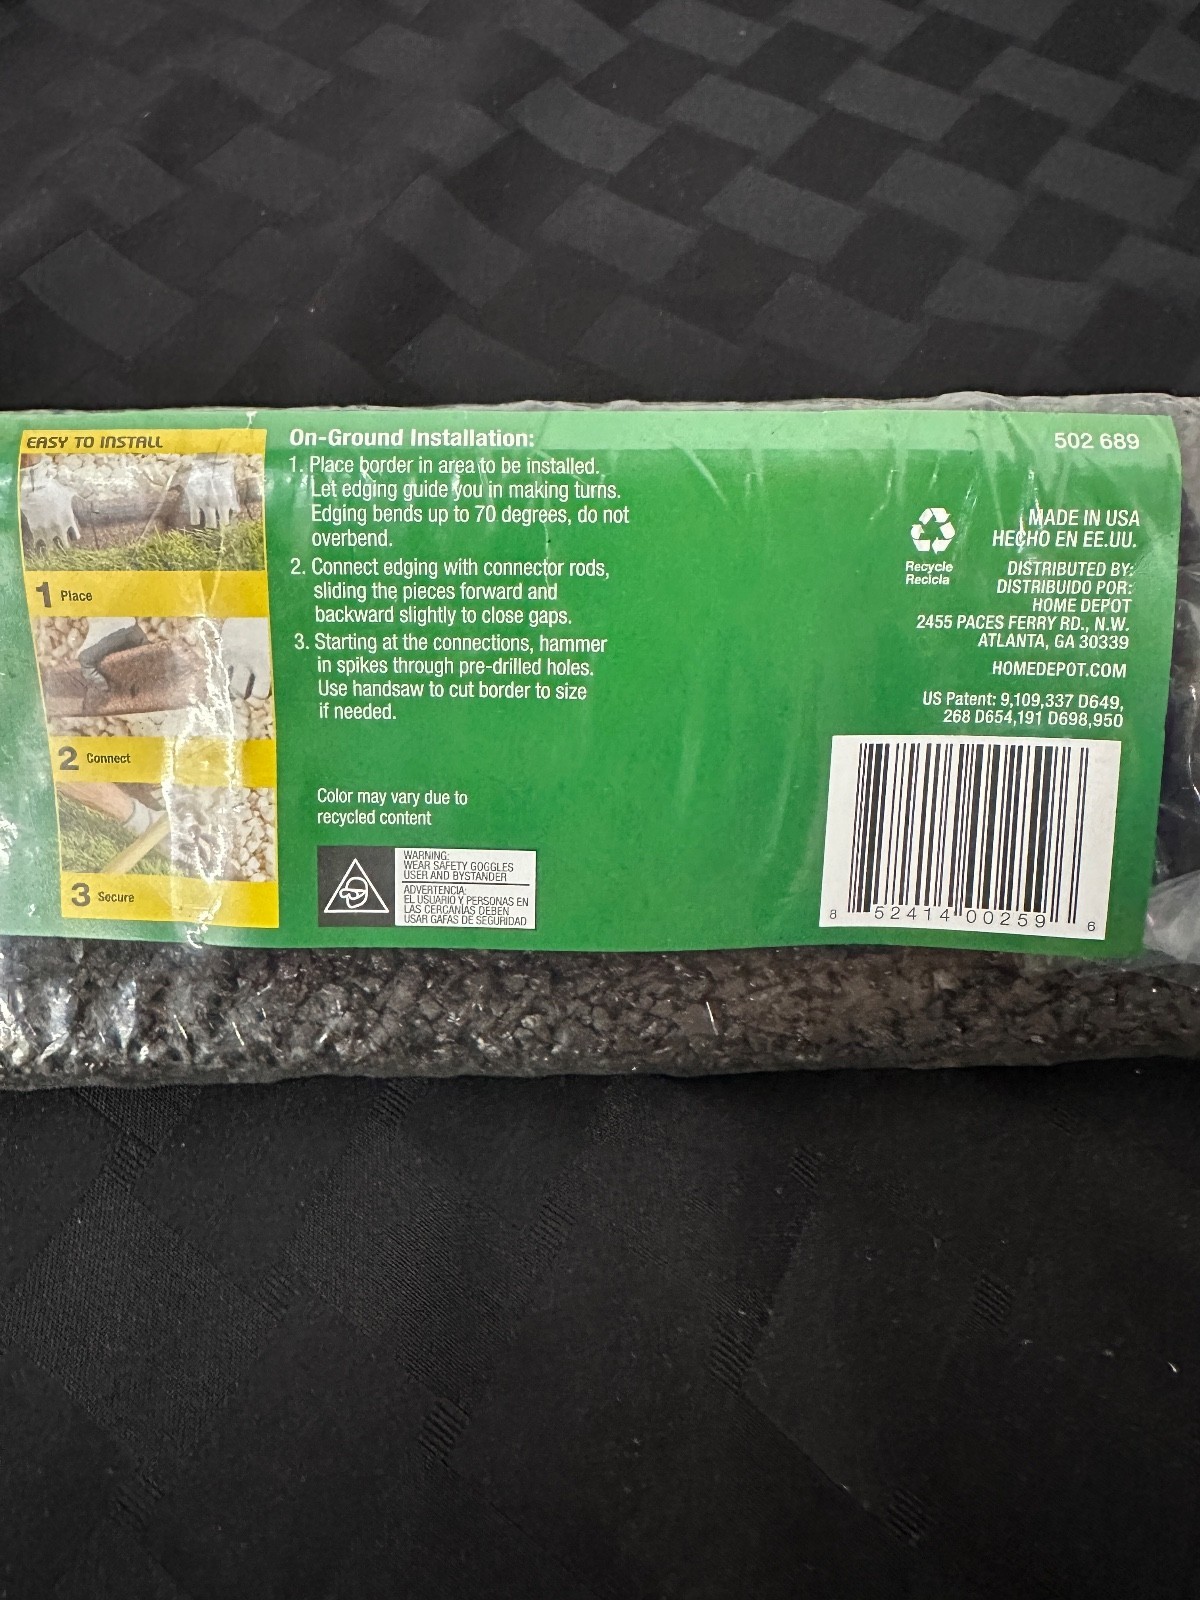 EASY TO INSTALL
1 Place
2 Connect
3 Secure
On-Ground Installation:
1. Place border in area to be installed.
Let edging guide you in making turns.
Edging bends up to 70 degrees, do not
overbend.
2. Connect edging with connector rods,
sliding the pieces forward and
backward slightly to close gaps.
3. Starting at the connections, hammer
in spikes through pre-drilled holes.
Use handsaw to cut border to size
if needed.
Color may vary due to
recycled content
WARNING:
WEAR SAFETY GOGGLES
USER AND BYSTANDER
ADVERTENCIA:
EL USUARIO Y PERSONAS EN
LAS CERCANÍAS DEBEN
USAR GAFAS DE SEGURIDAD
502 689
Recycle
Recicla
MADE IN USA
HECHO EN EE.UU.
DISTRIBUTED BY:
DISTRIBUIDO POR:
HOME DEPOT
2455 PACES FERRY RD., N.W.
ATLANTA, GA 30339
HOMEDEPOT.COM
US Patent: 9,109,337 D649,
268 D654,191 D698,950
8 52414 00259 6